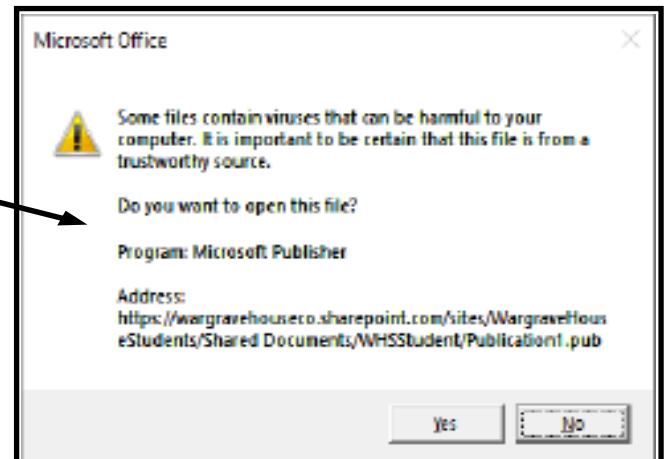 Microsoft Office
Some files contain viruses that can be harmful to your
computer. It is important to be certain that this file is from a
trustworthy source.
Do you want to open this file?
Program: Microsoft Publisher
Address:
https://wargravehouseco.sharepoint.com/sites/WargraveHous
eStudents/Shared Documents/WHSStudent/Publication1.pub
Yes
No